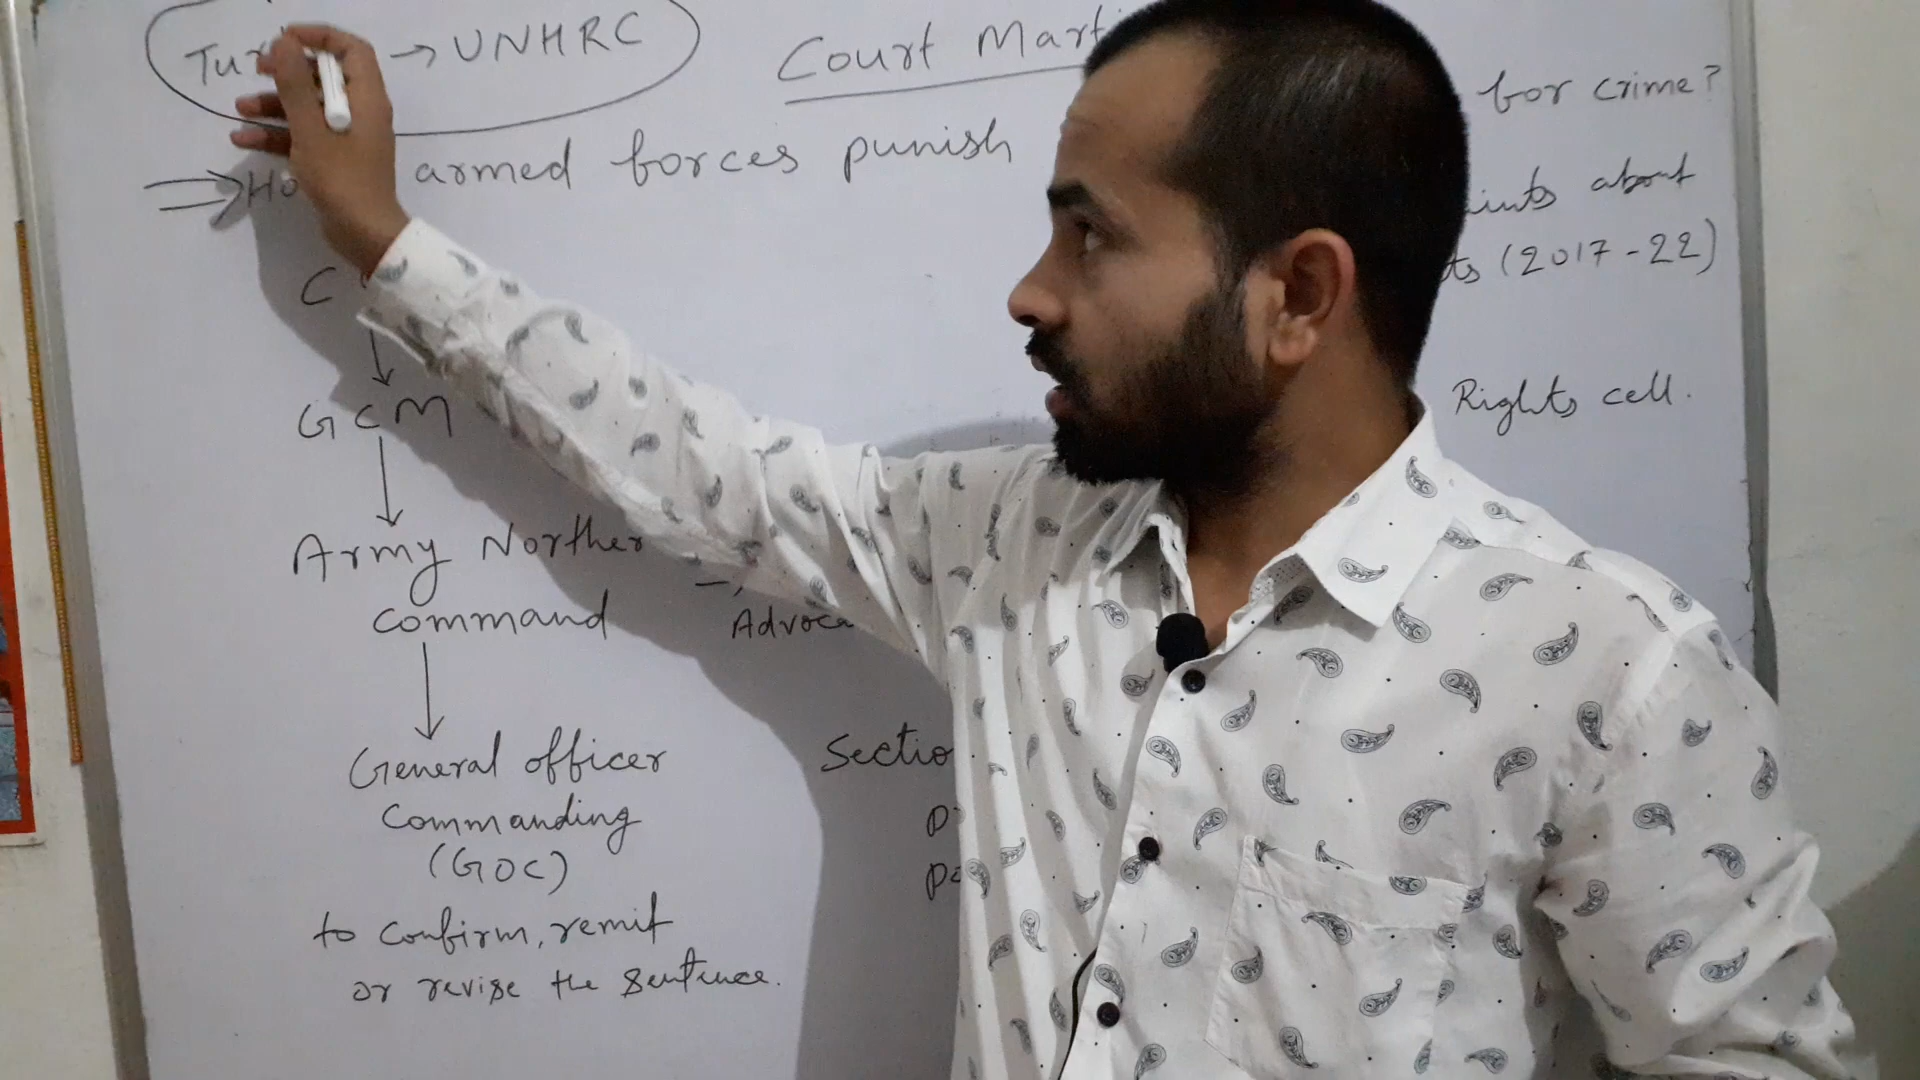 → UNHRC
Court Mart
for crime?
armed forces punish
about
(2017-22)
C
Rights cell.
GCM
Army Norther
command
Advoca
General officer
Commanding
(GOC)
to confirm, remit
or revise the sentence.
Sectio